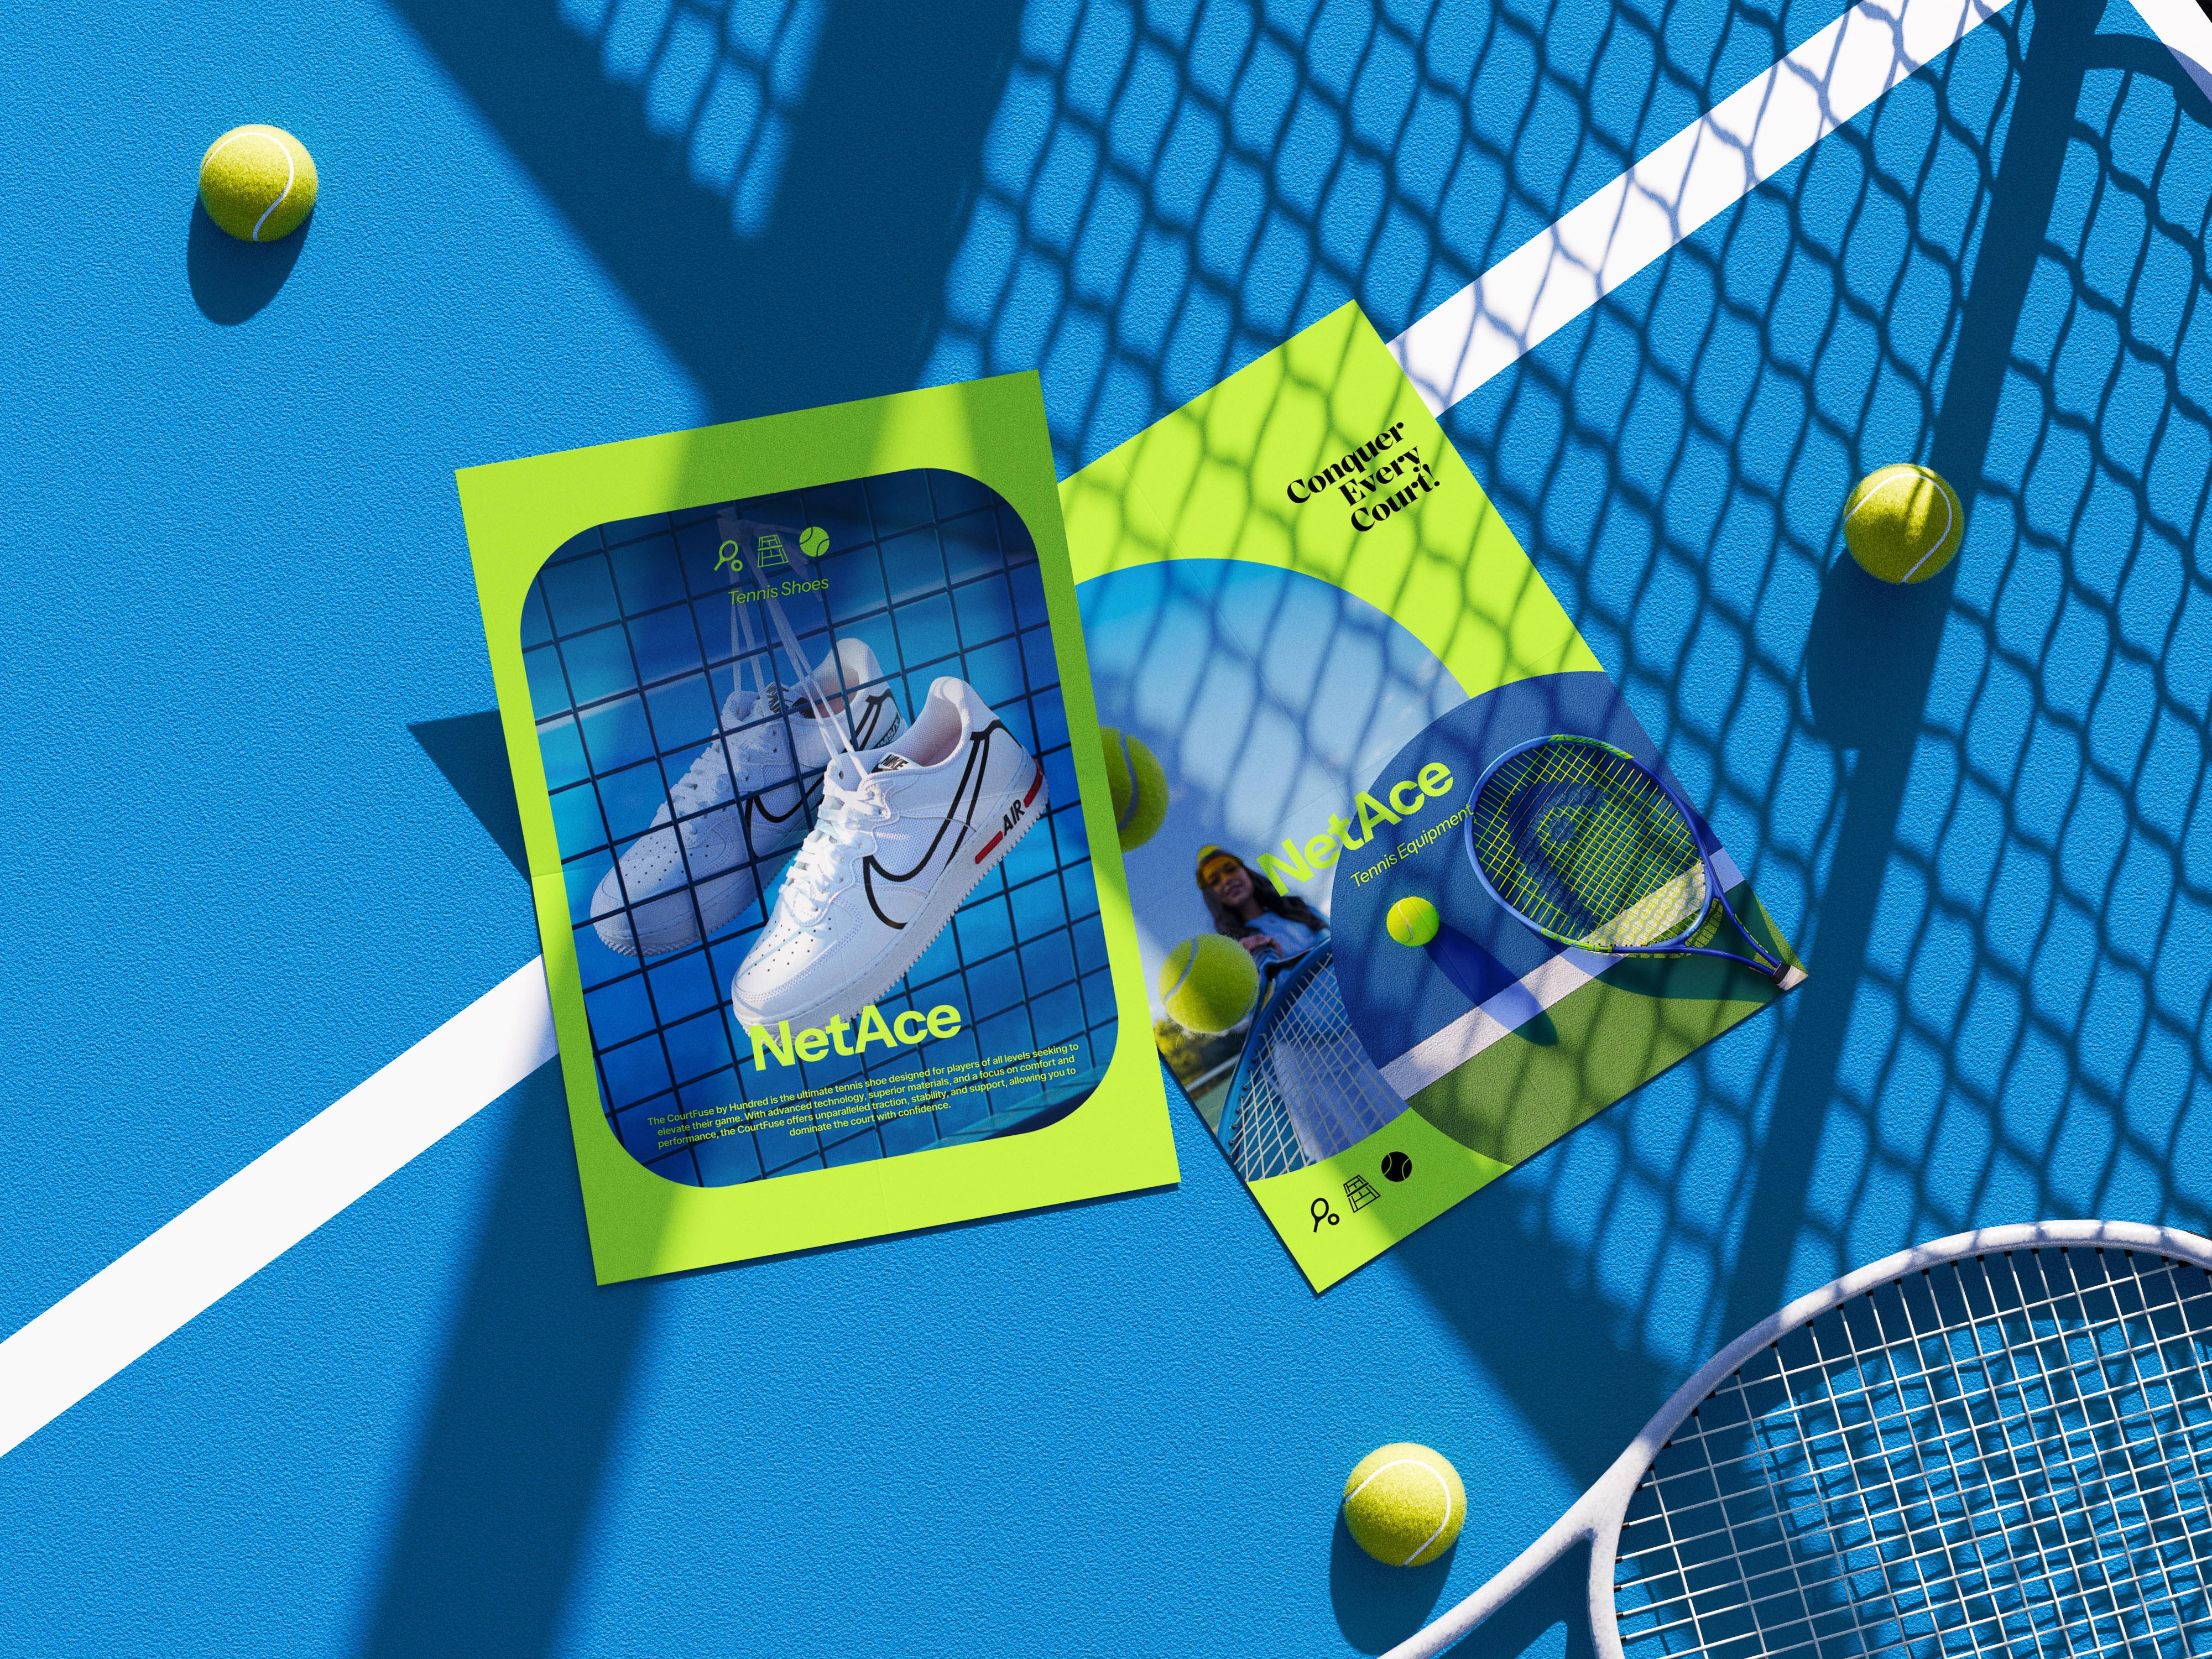 Tennis Shoes
NIKE
AIR
NetAce
The CourtFuse by Hundred is the ultimate tennis shoe designed for players of all levels seeking to
elevate their game. With advanced technology, superior materials, and a focus on comfort and
performance, the CourtFuse offers unparalleled traction, stability, and support, allowing you to
dominate the court with confidence.
Conquer
Every
Court!
NetAce
Tennis Equipment